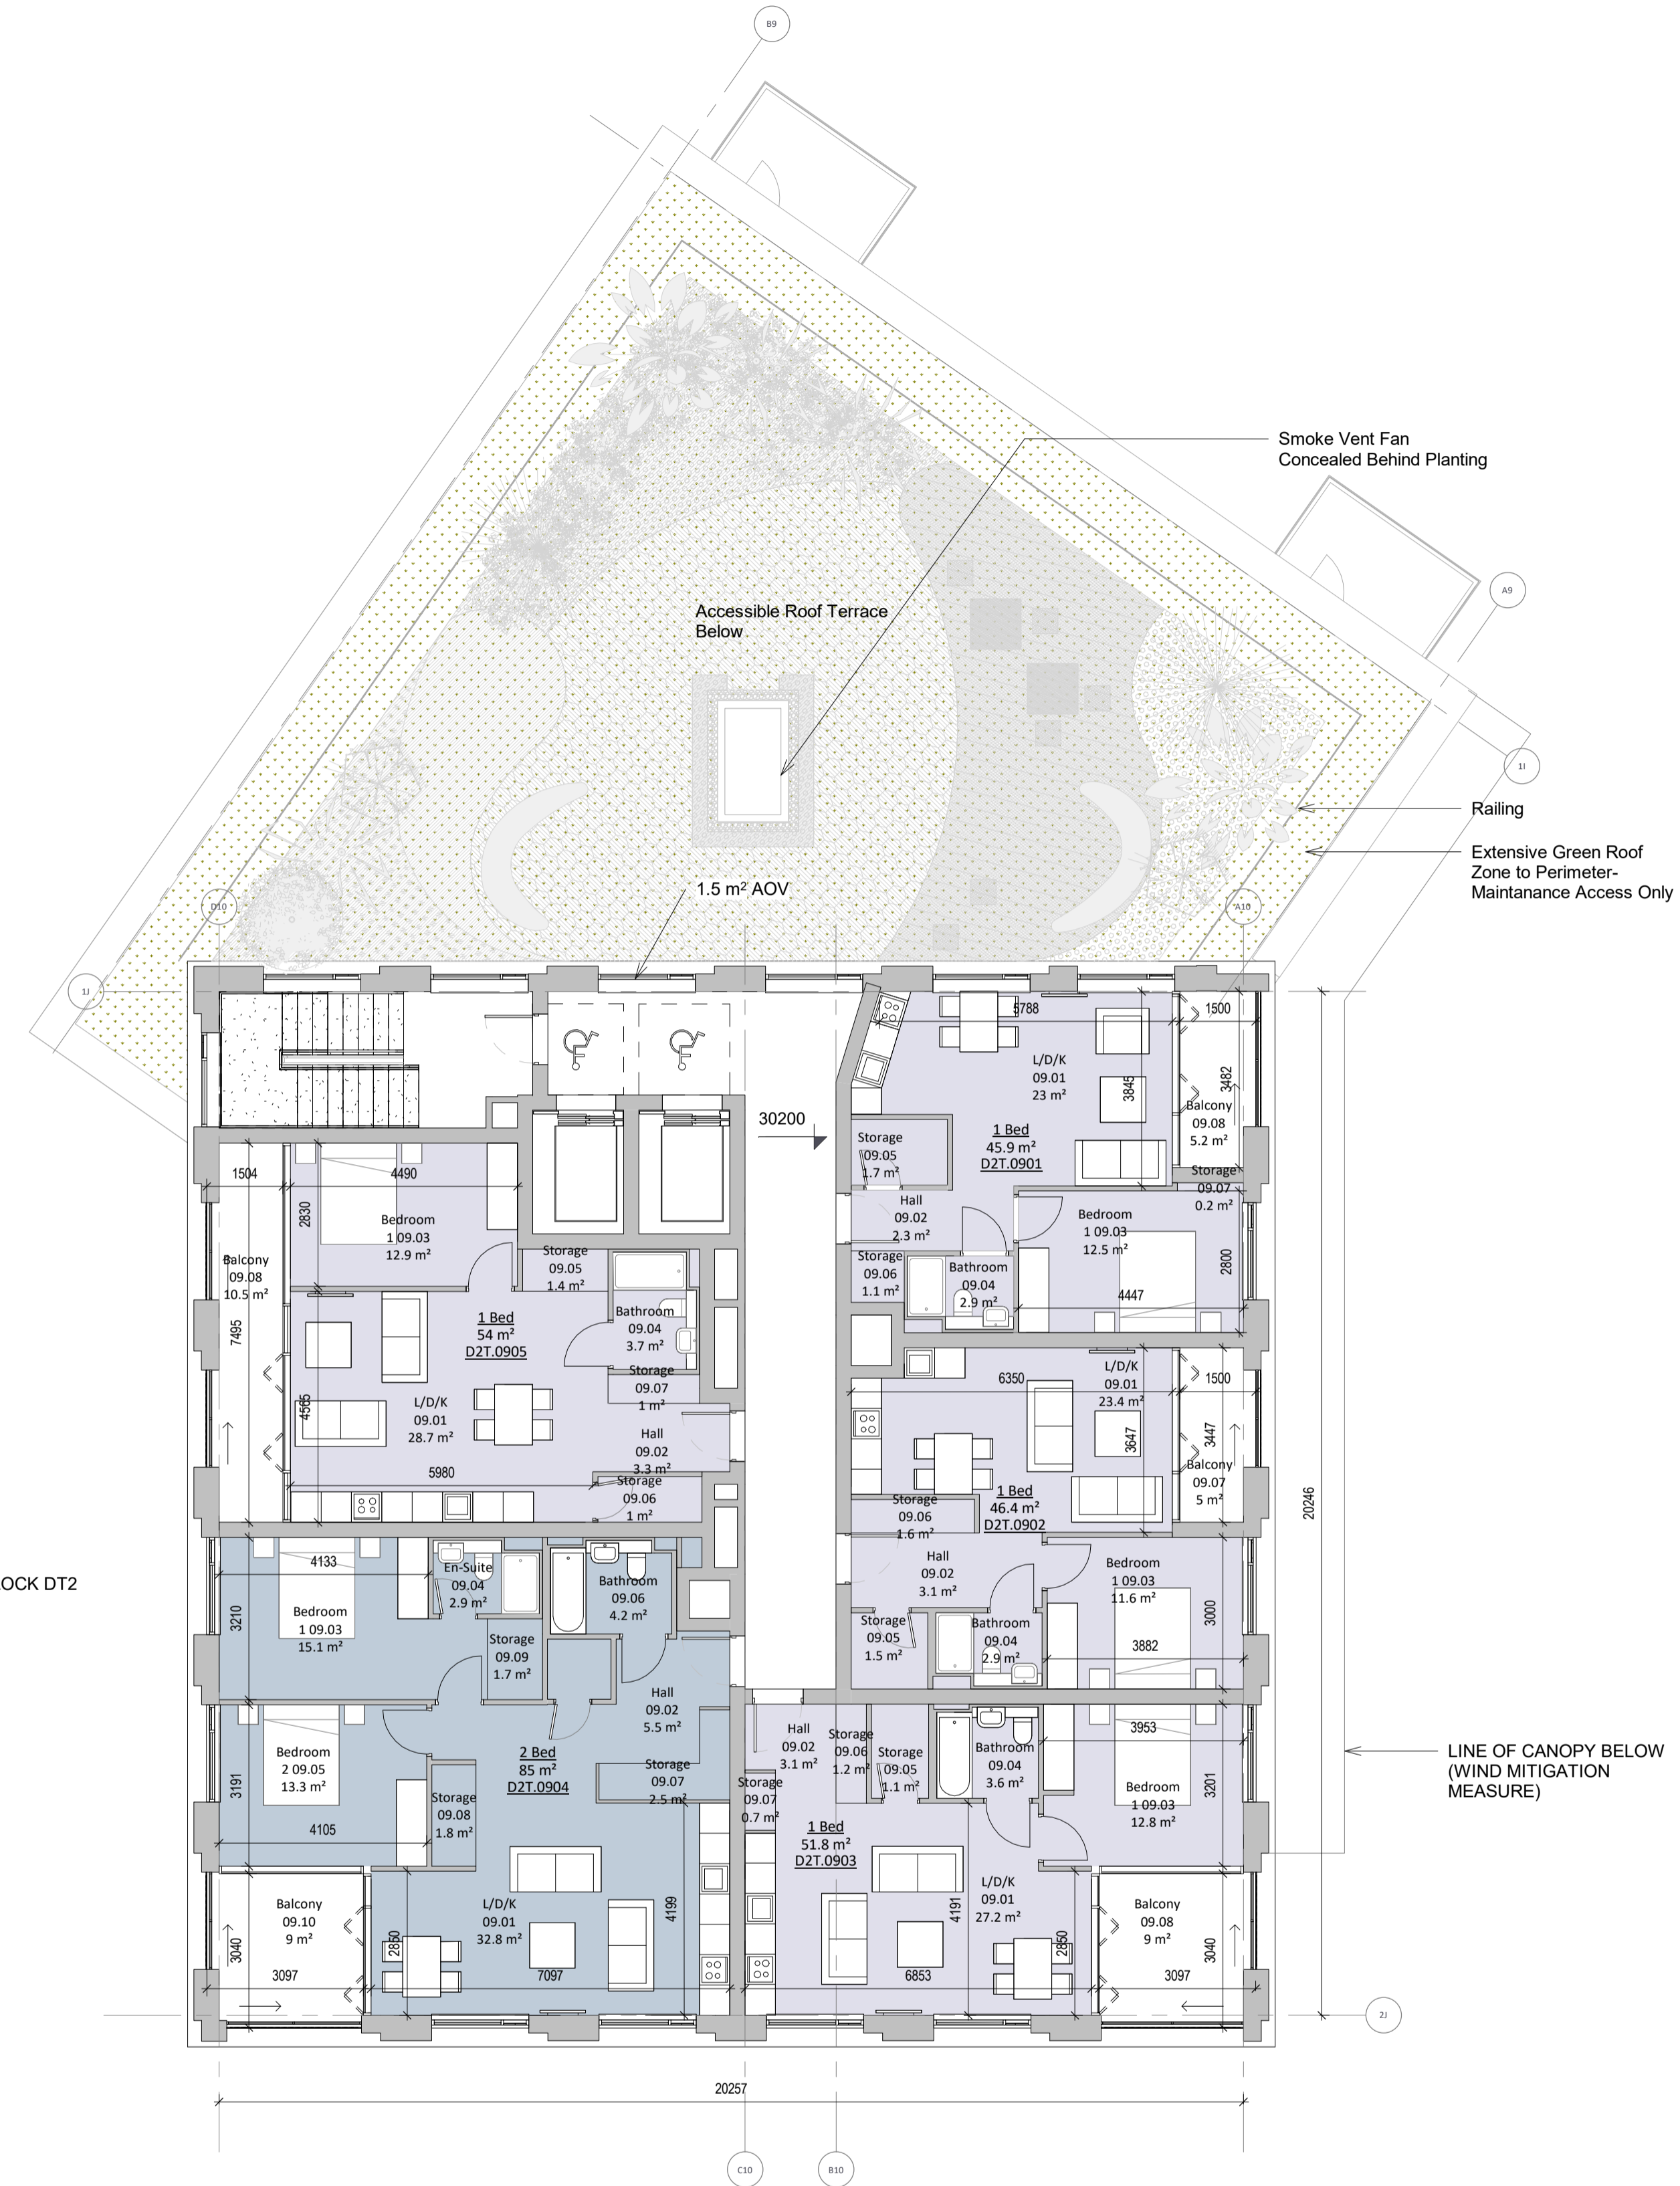 B9
Smoke Vent Fan
Concealed Behind Planting
A9
Accessible Roof Terrace
Below
1I
Railing
Extensive Green Roof
Zone to Perimeter-
Maintanance Access Only
1.5 m² AOV
D10
A10
1J
5788
1500
L/D/K
09.01
23 m²
3845
3482
Balcony
09.08
5.2 m²
30200
1 Bed
45.9 m²
D2T.0901
Storage
09.05
1.7 m²
Storage
09.07
0.2 m²
Hall
09.02
2.3 m²
Bedroom
1 09.03
12.5 m²
2800
4447
Storage
09.06
1.1 m²
Bathroom
09.04
2.9 m²
1504
4490
2830
Bedroom
1 09.03
12.9 m²
Balcony
09.08
10.5 m²
7495
Storage
09.05
1.4 m²
1 Bed
54 m²
D2T.0905
Bathroom
09.04
3.7 m²
Storage
09.07
1 m²
4565
L/D/K
09.01
28.7 m²
Hall
09.02
3.3 m²
5980
Storage
09.06
1 m²
6350
L/D/K
09.01
23.4 m²
1500
3647
3447
Balcony
09.07
5 m²
1 Bed
46.4 m²
D2T.0902
Storage
09.06
1.6 m²
20246
Hall
09.02
3.1 m²
Bedroom
1 09.03
11.6 m²
3000
3882
Storage
09.05
1.5 m²
Bathroom
09.04
2.9 m²
OCK DT2
4133
En-Suite
09.04
2.9 m²
Bathroom
09.06
4.2 m²
3210
Bedroom
1 09.03
15.1 m²
Storage
09.09
1.7 m²
Hall
09.02
5.5 m²
Bedroom
2 09.05
13.3 m²
3191
4105
2 Bed
85 m²
D2T.0904
Storage
09.07
2.5 m²
Storage
09.08
1.8 m²
Hall
09.02
3.1 m²
Storage
09.06
1.2 m²
Storage
09.05
1.1 m²
Bathroom
09.04
3.6 m²
3953
3201
Bedroom
1 09.03
12.8 m²
Storage
09.07
0.7 m²
1 Bed
51.8 m²
D2T.0903
LINE OF CANOPY BELOW
(WIND MITIGATION
MEASURE)
Balcony
09.10
9 m²
3040
3097
2850
L/D/K
09.01
32.8 m²
4199
7097
L/D/K
09.01
27.2 m²
4191
2850
6853
Balcony
09.08
9 m²
3040
3097
2J
20257
C10
B10